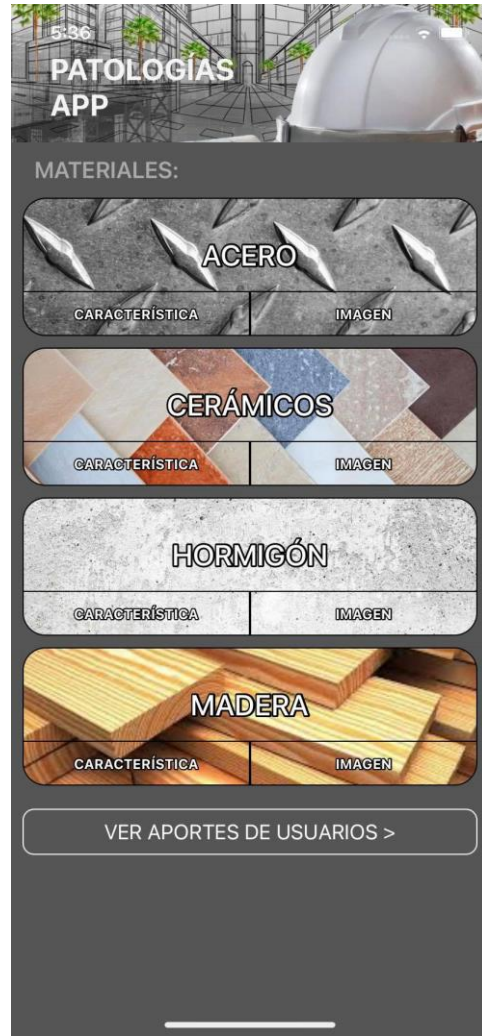 5:36
PATOLOGÍAS
APP
MATERIALES:
ACERO
CARACTERÍSTICA IMAGEN
CERÁMICOS
CARACTERÍSTICA IMAGEN
HORMIGÓN
CARACTERÍSTICA IMAGEN
MADERA
CARACTERÍSTICA IMAGEN
VER APORTES DE USUARIOS >